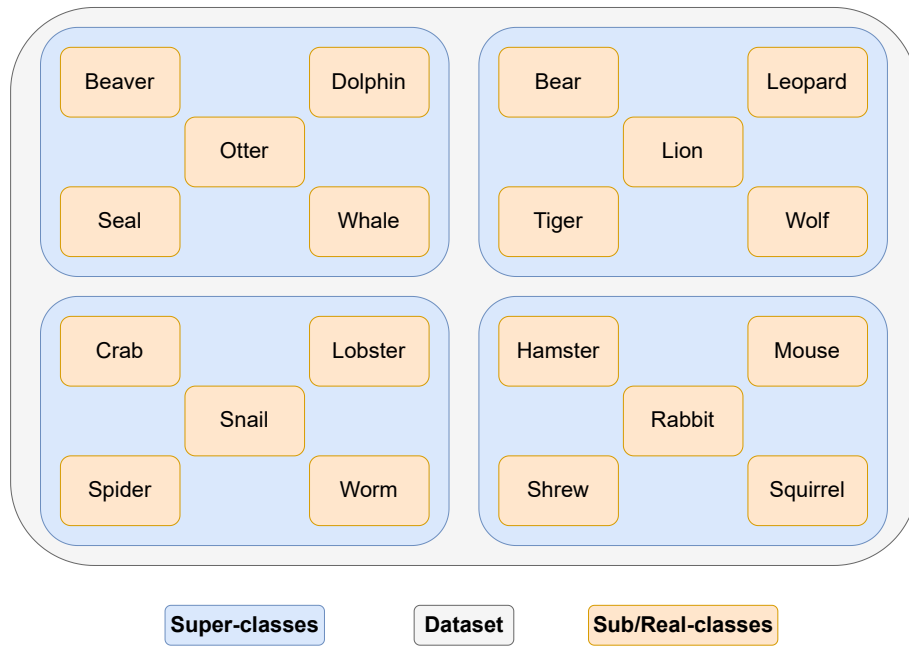 Beaver
Dolphin
Otter
Seal
Whale
Bear
Leopard
Lion
Tiger
Wolf
Crab
Lobster
Snail
Spider
Worm
Hamster
Mouse
Rabbit
Shrew
Squirrel
Super-classes
Dataset
Sub/Real-classes